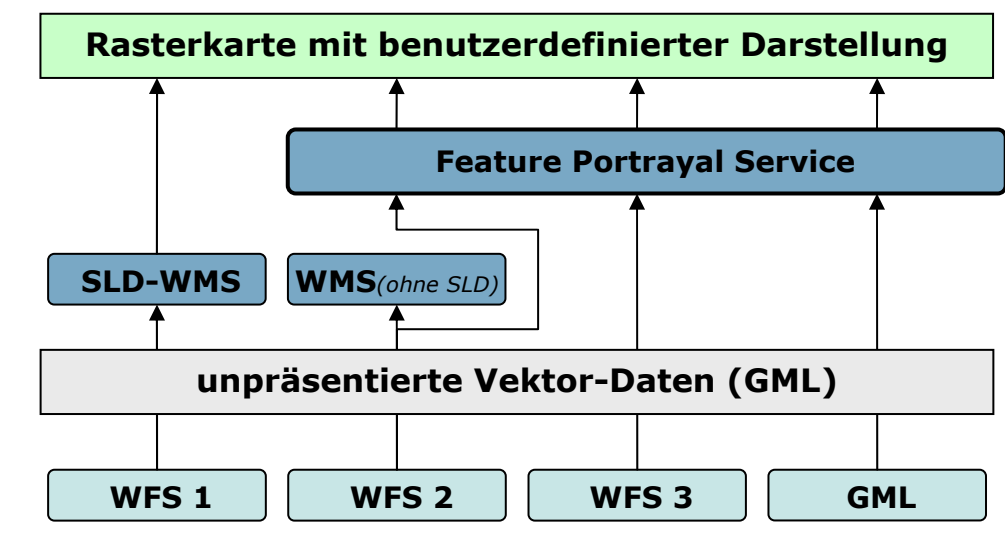 Rasterkarte mit benutzerdefinierter Darstellung
Feature Portrayal Service
SLD-WMS
WMS(ohne SLD)
unpräsentierte Vektor-Daten (GML)
WFS 1
WFS 2
WFS 3
GML